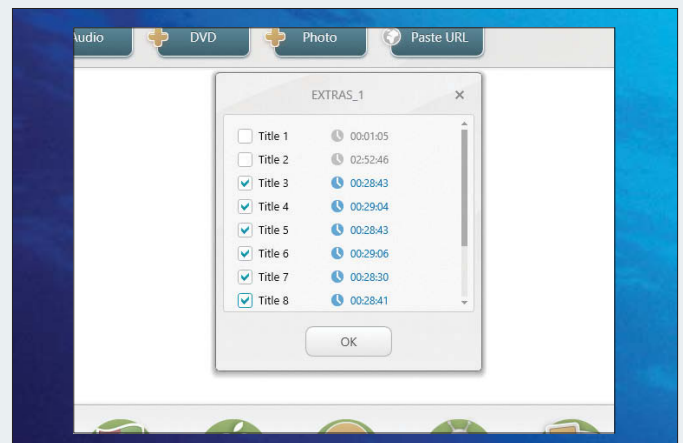 Audio DVD Photo Paste URL
EXTRAS_1
Title 1 00:01:05
Title 2 02:52:46
Title 3 00:28:43
Title 4 00:29:04
Title 5 00:28:43
Title 6 00:29:06
Title 7 00:28:30
Title 8 00:28:41
OK